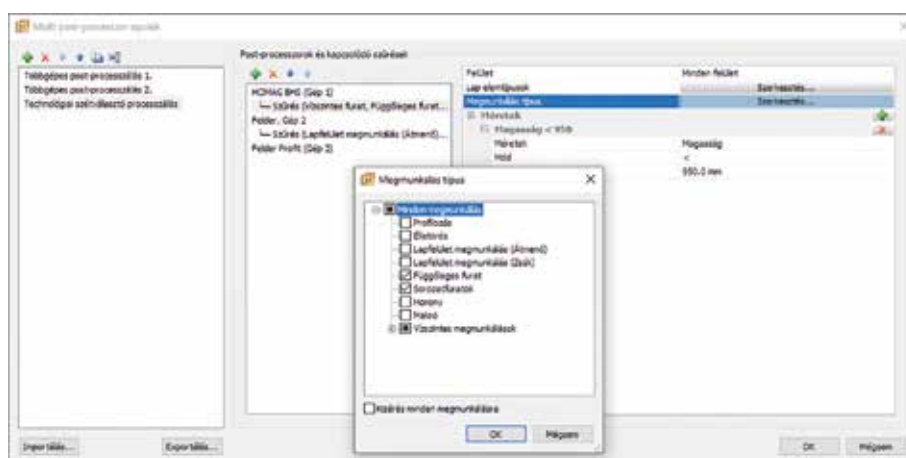 Multi post-processzor opciók
Többgépes post-processzálás 1.
Többgépes post-processzálás 2.
Technológiai szétválasztó processzálás
Importálás...
Exportálás...
Post-processzorok és kapcsolódó szűrések
HOMAG BHS (Gép 1)
Szűrés (Vízszintes furat, Függőleges furat...
Felder, Gép 2
Szűrés (Lapfelület megmunkálás (Átmenő)...
Felder Profit (Gép 3)
Felület
Minden felület
Lap elemtípusok
Szerkesztés...
Megmunkálás típus
Szerkesztés...
Méretek
Magasság < 950
Méretek
Magasság
Mód
<
950.0 mm
Megmunkálás típus
Minden megmunkálás
Profilozás
Élletörés
Lapfelület megmunkálás (Átmenő)
Lapfelület megmunkálás (Zsák)
Függőleges furat
Sorozatfuratok
Horony
Maró
Vízszintes megmunkálások
Kizárás minden megmunkálásra
OK
Mégsem
OK
Mégsem